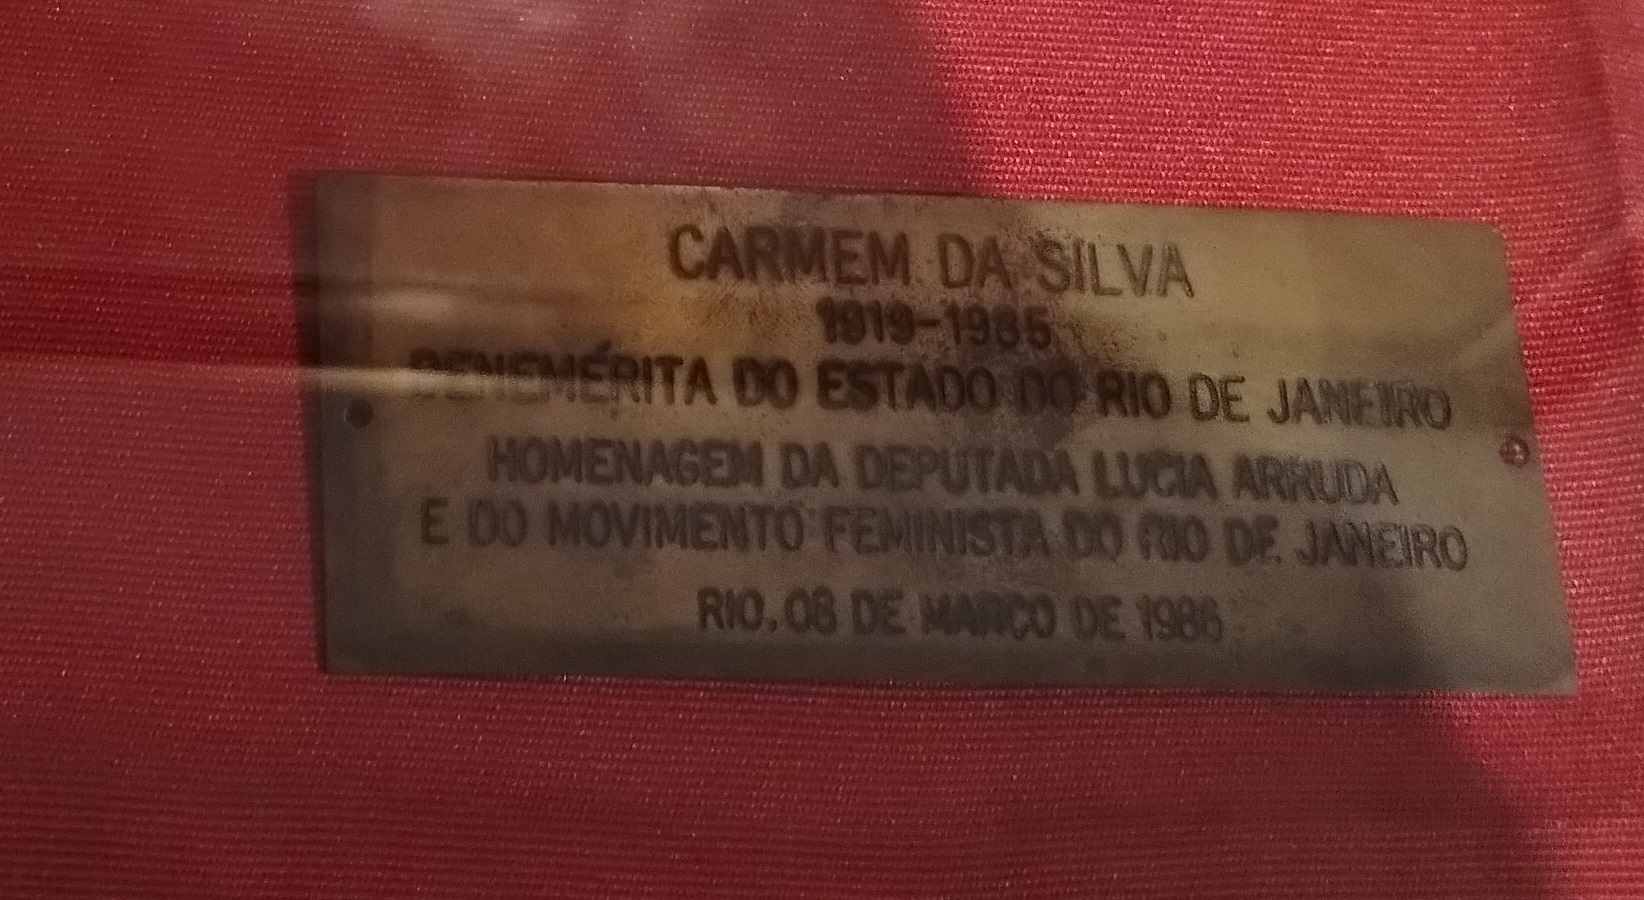 CARMEM DA SILVA
1919-1985
BENEMÉRITA DO ESTADO DO RIO DE JANEIRO
HOMENAGEM DA DEPUTADA LUCIA ARRUDA
E DO MOVIMENTO FEMINISTA DO RIO DE JANEIRO
RIO, 08 DE MARÇO DE 1986